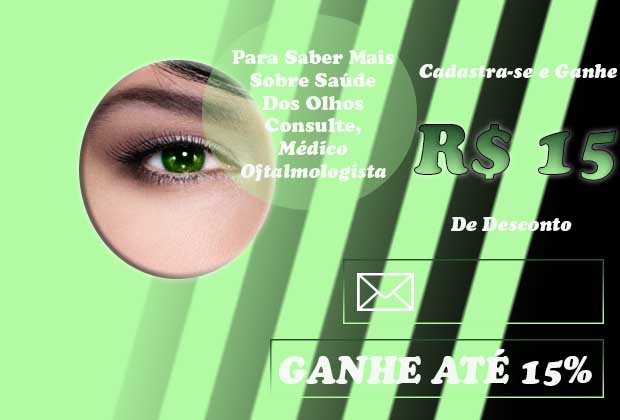 Para Saber Mais
Sobre Saúde
Dos Olhos
Consulte,
Médico
Oftalmologista
Cadastra-se e Ganhe
R$ 15
De Desconto
GANHE ATÉ 15%